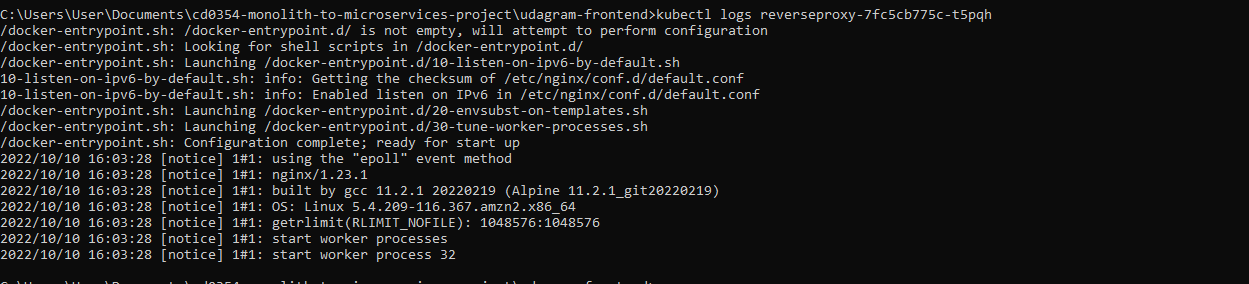 C:\Users\User\Documents\cd0354-monolith-to-microservices-project\udagram-frontend>kubectl logs reverseproxy-7fc5cb775c-t5pqh
/docker-entrypoint.sh: /docker-entrypoint.d/ is not empty, will attempt to perform configuration
/docker-entrypoint.sh: Looking for shell scripts in /docker-entrypoint.d/
/docker-entrypoint.sh: Launching /docker-entrypoint.d/10-listen-on-ipv6-by-default.sh
10-listen-on-ipv6-by-default.sh: info: Getting the checksum of /etc/nginx/conf.d/default.conf
10-listen-on-ipv6-by-default.sh: info: Enabled listen on IPv6 in /etc/nginx/conf.d/default.conf
/docker-entrypoint.sh: Launching /docker-entrypoint.d/20-envsubst-on-templates.sh
/docker-entrypoint.sh: Launching /docker-entrypoint.d/30-tune-worker-processes.sh
/docker-entrypoint.sh: Configuration complete; ready for start up
2022/10/10 16:03:28 [notice] 1#1: using the "epoll" event method
2022/10/10 16:03:28 [notice] 1#1: nginx/1.23.1
2022/10/10 16:03:28 [notice] 1#1: built by gcc 11.2.1 20220219 (Alpine 11.2.1_git20220219)
2022/10/10 16:03:28 [notice] 1#1: OS: Linux 5.4.209-116.367.amzn2.x86_64
2022/10/10 16:03:28 [notice] 1#1: getrlimit(RLIMIT_NOFILE): 1048576:1048576
2022/10/10 16:03:28 [notice] 1#1: start worker processes
2022/10/10 16:03:28 [notice] 1#1: start worker process 32